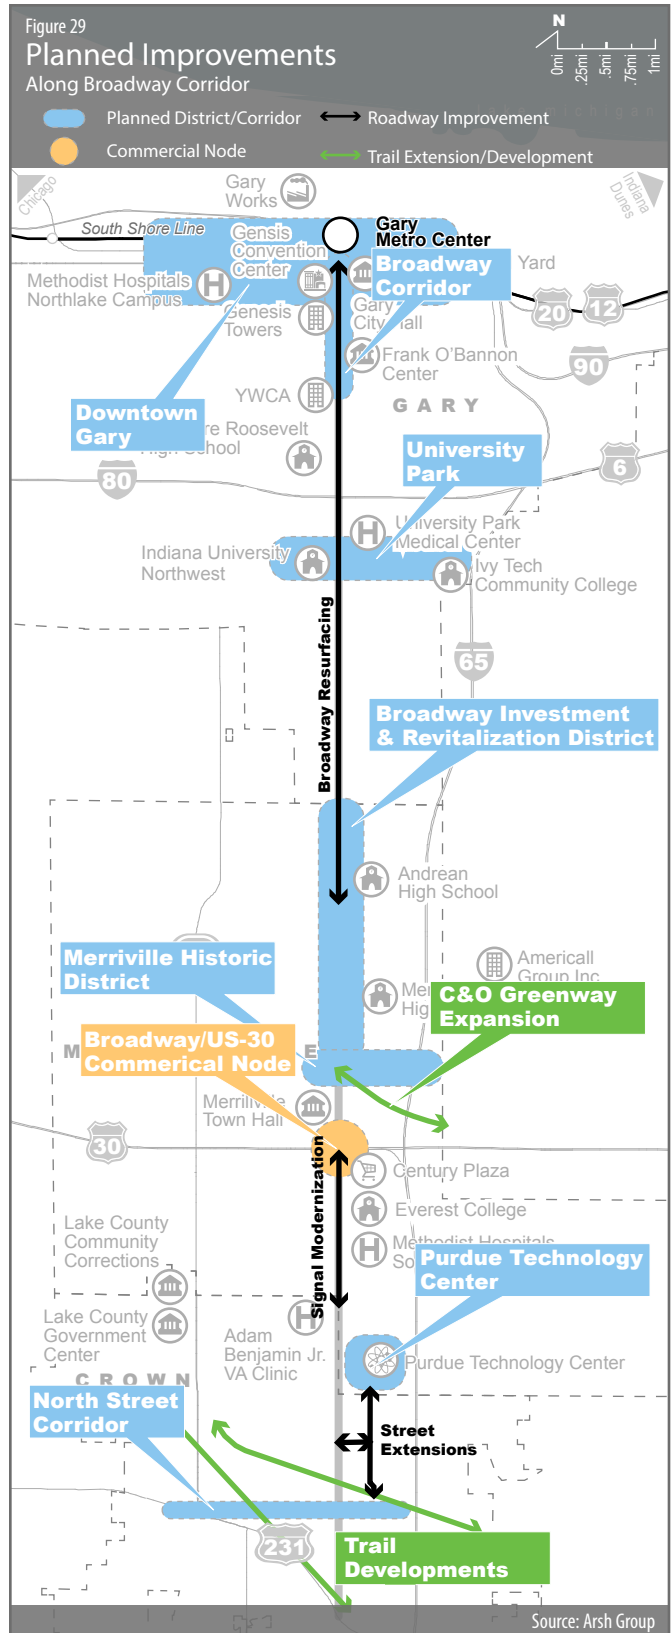 Figure 29
Planned Improvements
Along Broadway Corridor
N
0mi
.25mi
.5mi
.75mi
1mi
lake michigan
Planned District/Corridor
Roadway Improvement
Commercial Node
Trail Extension/Development
Chicago
Gary
Works
Indiana
Dunes
South Shore Line
Gensis
Convention
Center
Gary
Metro Center
Methodist Hospitals
Northlake Campus
Broadway
Corridor
Yard
20
12
Genesis
Towers
Gary
City Hall
Frank O'Bannon
Center
90
YWCA
GARY
Downtown
Gary
Roosevelt
School
University
Park
6
80
University Park
Medical Center
Indiana University
Northwest
Ivy Tech
Community College
Broadway Resurfacing
65
Broadway Investment
& Revitalization District
Andrean
High School
Merriville Historic
District
Americall
Group Inc
C&O Greenway
Expansion
Broadway/US-30
Commerical Node
M
E
Merrillville
Town Hall
30
Signal Modernization
Century Plaza
Everest College
Methodist Hospitals
Lake County
Community
Corrections
Purdue Technology
Center
Lake County
Government
Center
Adam
Benjamin Jr.
VA Clinic
Purdue Technology Center
CROWN
North Street
Corridor
Street
Extensions
231
Trail
Developments
Source: Arsh Group